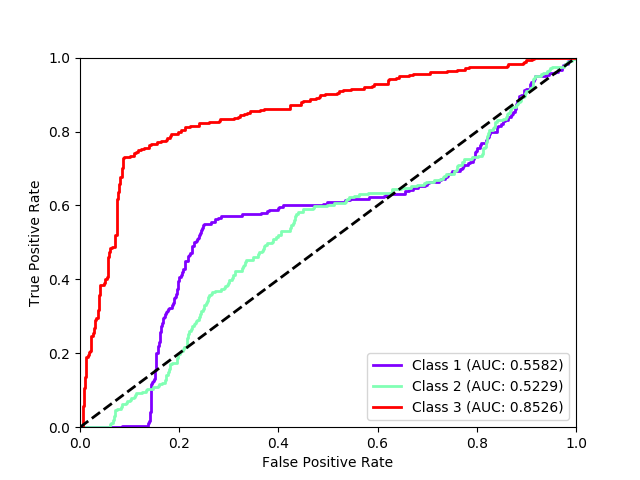 1.0
0.8
0.6
0.4
0.2
0.0
True Positive Rate
Class 1 (AUC: 0.5582)
Class 2 (AUC: 0.5229)
Class 3 (AUC: 0.8526)
0.0 0.2 0.4 0.6 0.8 1.0
False Positive Rate